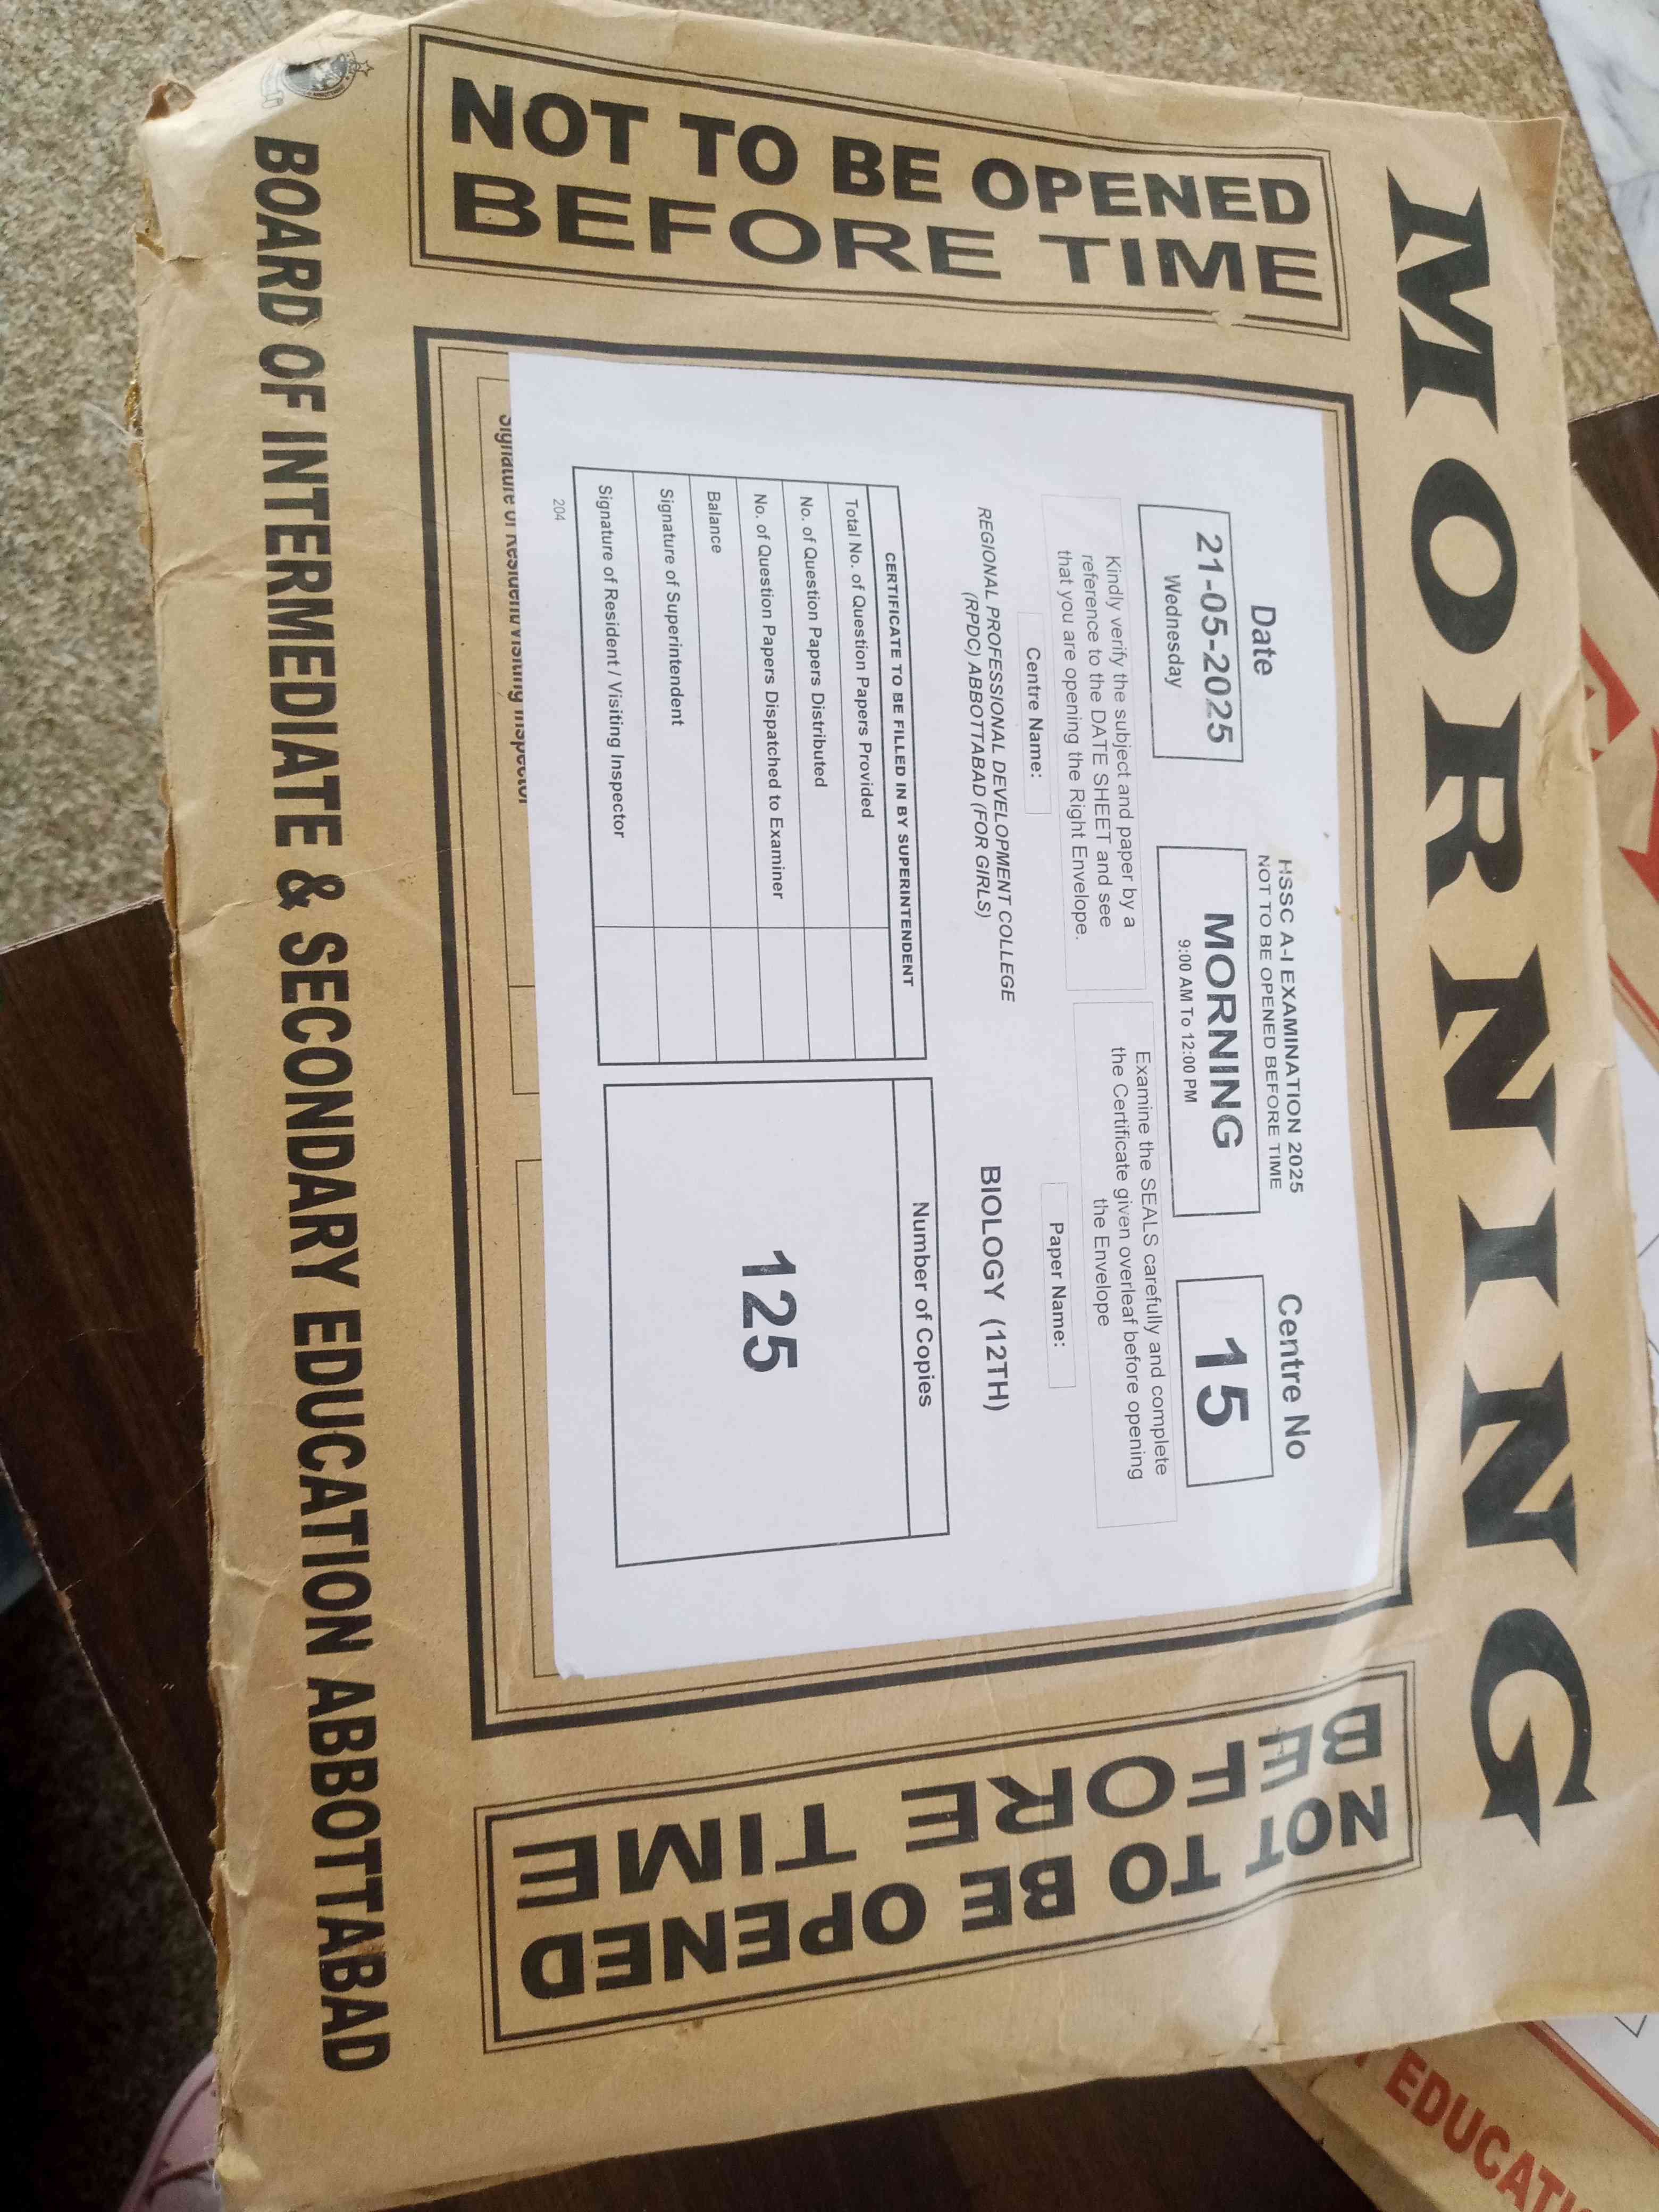 MORNING
NOT TO BE OPENED
BEFORE TIME
HSSC A-I EXAMINATION 2025
NOT TO BE OPENED BEFORE TIME
Date
21-05-2025
Wednesday
MORNING
9:00 AM To 12:00 PM
Centre No
15
Kindly verify the subject and paper by a
reference to the DATE SHEET and see
that you are opening the Right Envelope.
Examine the SEALS carefully and complete
the Certificate given overleaf before opening
the Envelope
Centre Name:
REGIONAL PROFESSIONAL DEVELOPMENT COLLEGE
(RPDC) ABBOTTABAD (FOR GIRLS)
Paper Name:
BIOLOGY (12TH)
CERTIFICATE TO BE FILLED IN BY SUPERINTENDENT
Total No. of Question Papers Provided
No. of Question Papers Distributed
No. of Question Papers Dispatched to Examiner
Balance
Signature of Superintendent
Signature of Resident / Visiting Inspector
Number of Copies
125
204
Signature of Resident/Visiting Inspector
NOT TO BE OPENED
BEFORE TIME
BOARD OF INTERMEDIATE & SECONDARY EDUCATION ABBOTTABAD